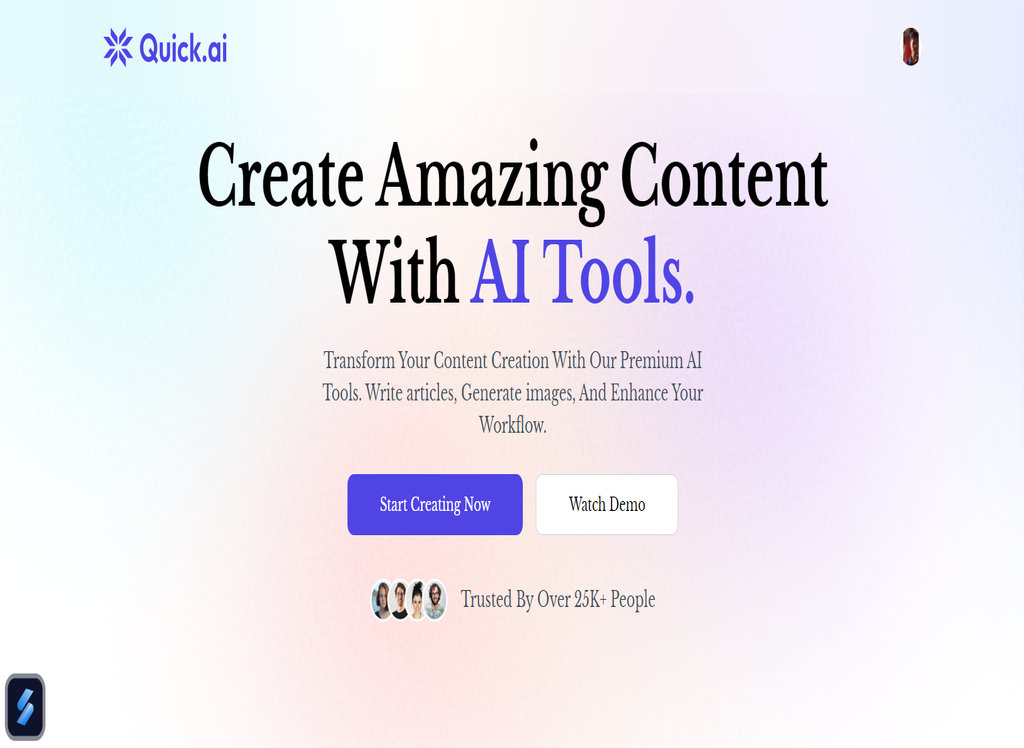 Quick.ai
Create Amazing Content
With AI Tools.
Transform Your Content Creation With Our Premium AI
Tools. Write articles, Generate images, And Enhance Your
Workflow.
Start Creating Now
Watch Demo
Trusted By Over 25K+ People